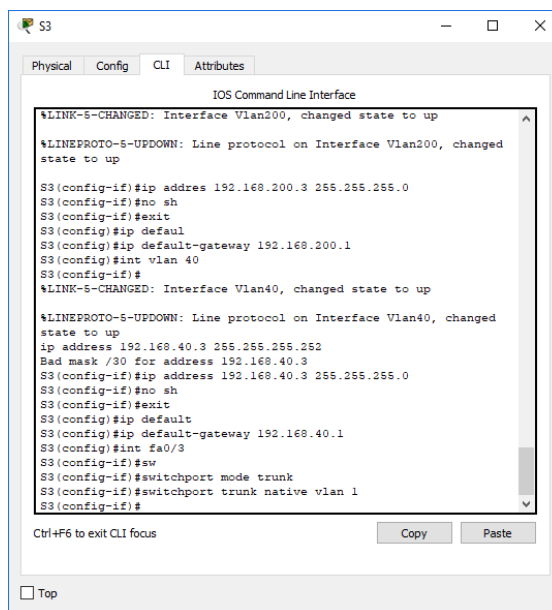 S3
Physical Config CLI Attributes
IOS Command Line Interface
%LINK-5-CHANGED: Interface Vlan200, changed state to up
%LINEPROTO-5-UPDOWN: Line protocol on Interface Vlan200, changed
state to up
S3(config-if)#ip addres 192.168.200.3 255.255.255.0
S3(config-if)#no sh
S3(config-if)#exit
S3(config)#ip defaul
S3(config)#ip default-gateway 192.168.200.1
S3(config)#int vlan 40
S3(config-if)#
%LINK-5-CHANGED: Interface Vlan40, changed state to up
%LINEPROTO-5-UPDOWN: Line protocol on Interface Vlan40, changed
state to up
ip address 192.168.40.3 255.255.255.252
Bad mask /30 for address 192.168.40.3
S3(config-if)#ip address 192.168.40.3 255.255.255.0
S3(config-if)#no sh
S3(config-if)#exit
S3(config)#ip default
S3(config)#ip default-gateway 192.168.40.1
S3(config)#int fa0/3
S3(config-if)#sw
S3(config-if)#switchport mode trunk
S3(config-if)#switchport trunk native vlan 1
S3(config-if)#
Ctrl+F6 to exit CLI focus Copy Paste
Top